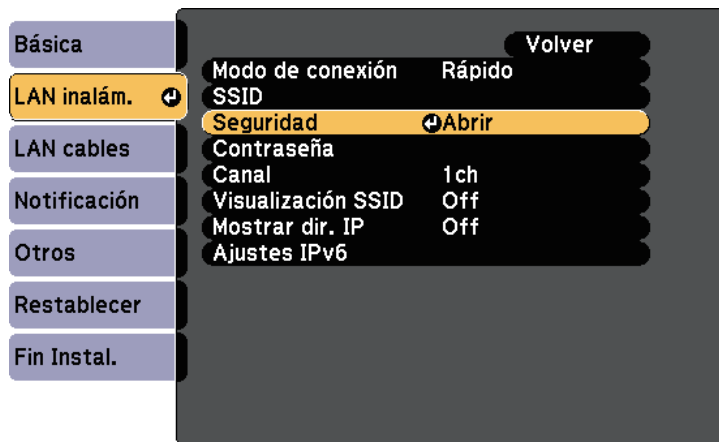 Básica
LAN inalám.
LAN cables
Notificación
Otros
Restablecer
Fin Instal.
Volver
Modo de conexión Rápido
SSID
Seguridad Abrir
Contraseña
Canal 1ch
Visualización SSID Off
Mostrar dir. IP Off
Ajustes IPv6